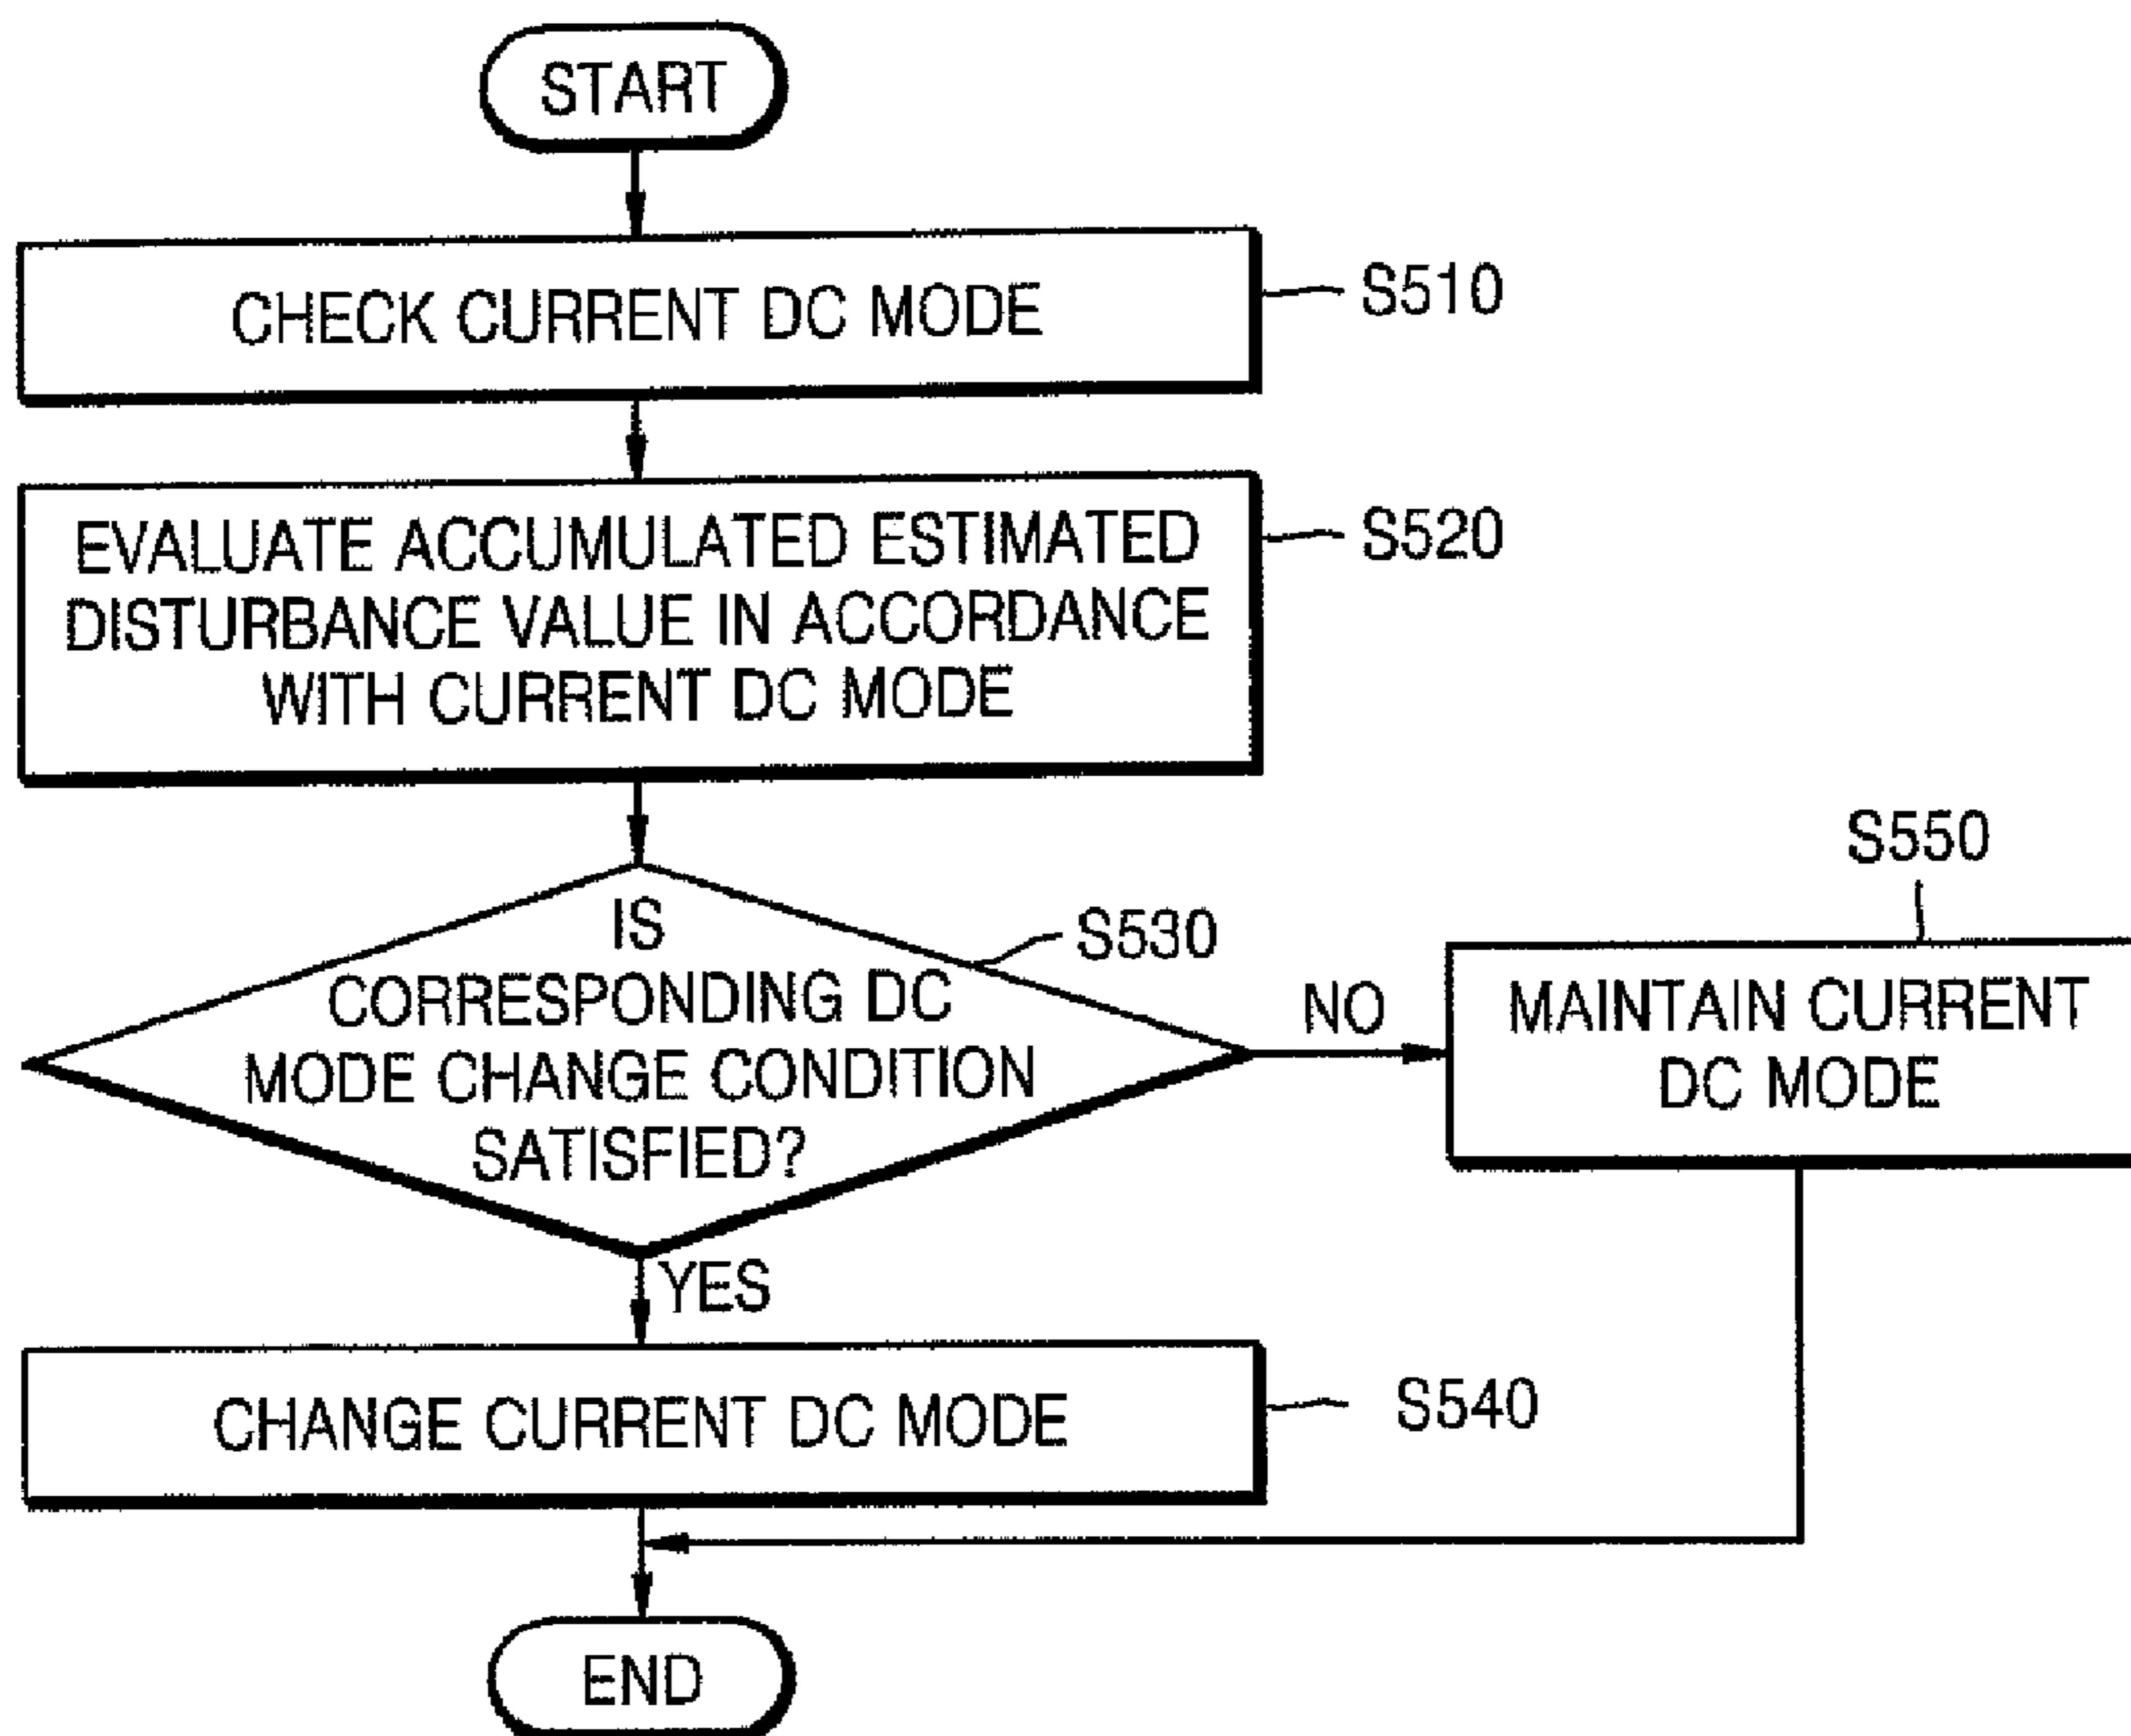 START
CHECK CURRENT DC MODE
S510
EVALUATE ACCUMULATED ESTIMATED
DISTURBANCE VALUE IN ACCORDANCE
WITH CURRENT DC MODE
S520
IS
CORRESPONDING DC
MODE CHANGE CONDITION
SATISFIED?
S530
NO
S550
MAINTAIN CURRENT
DC MODE
YES
CHANGE CURRENT DC MODE
S540
END